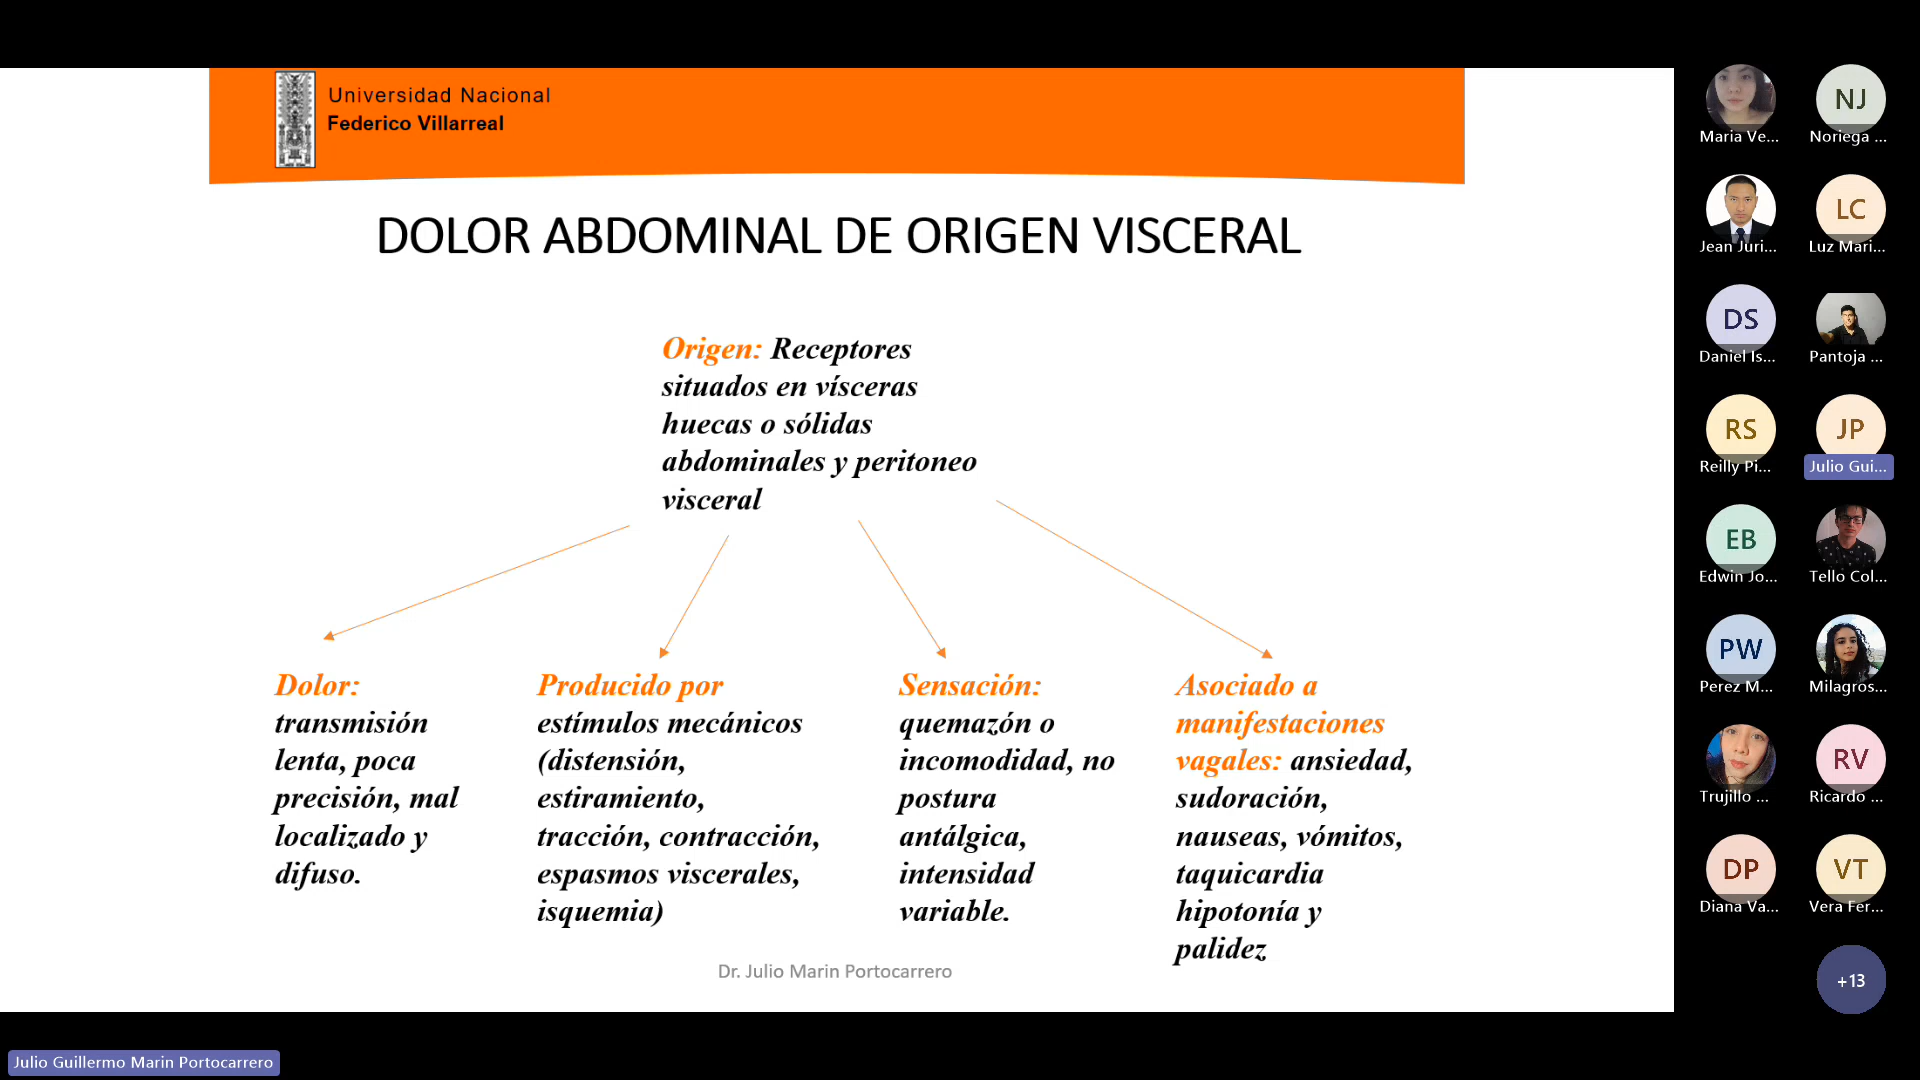 Universidad Nacional
Federico Villarreal
DOLOR ABDOMINAL DE ORIGEN VISCERAL
Origen: Receptores
situados en vísceras
huecas o sólidas
abdominales y peritoneo
visceral
Dolor:
transmisión
lenta, poca
precisión, mal
localizado y
difuso.
Producido por
estímulos mecánicos
(distensión,
estiramiento,
tracción, contracción,
espasmos viscerales,
isquemia)
Sensación:
quemazón o
incomodidad, no
postura
antálgica,
intensidad
variable.
Asociado a
manifestaciones
vagales: ansiedad,
sudoración,
nauseas, vómitos,
taquicardia
hipotonía y
palidez
Dr. Julio Marin Portocarrero
Maria Ve...
NJ
Noriega ...
Jean Juri...
LC
Luz Mari...
DS
Daniel Is...
Pantoja ...
RS
Reilly Pi...
JP
Julio Gui...
EB
Edwin Jo...
Tello Col...
PW
Perez M...
Milagros...
Trujillo ...
RV
Ricardo ...
DP
Diana Va...
VT
Vera Fer...
+13
Julio Guillermo Marin Portocarrero